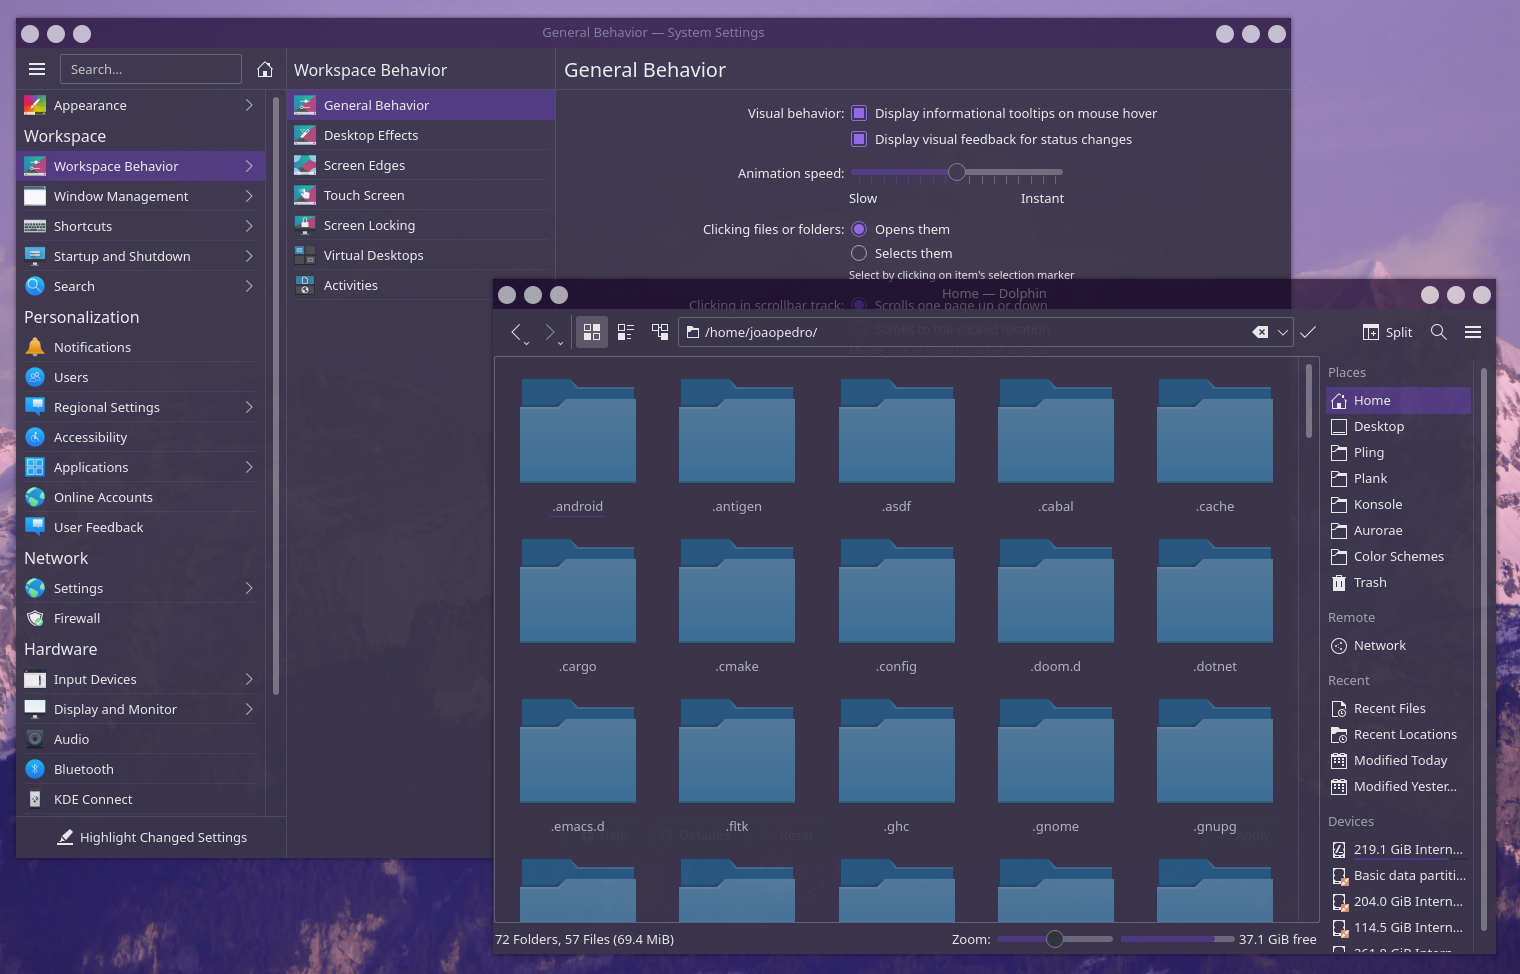 General Behavior — System Settings
Search...
Appearance
Workspace
Workspace Behavior
Window Management
Shortcuts
Startup and Shutdown
Search
Personalization
Notifications
Users
Regional Settings
Accessibility
Applications
Online Accounts
User Feedback
Network
Settings
Firewall
Hardware
Input Devices
Display and Monitor
Audio
Bluetooth
KDE Connect
Highlight Changed Settings
Workspace Behavior
General Behavior
Desktop Effects
Screen Edges
Touch Screen
Screen Locking
Virtual Desktops
Activities
General Behavior
Visual behavior:
Display informational tooltips on mouse hover
Display visual feedback for status changes
Animation speed:
Slow Instant
Clicking files or folders:
Opens them
Selects them
Select by clicking on item's selection marker
Clicking in scrollbar track:
Scrolls one page up or down
Scrolls to the clicked location
Help Defaults Reset
Home — Dolphin
/home/joaopedro/
Split
.android .antigen .asdf .cabal .cache
.cargo .cmake .config .doom.d .dotnet
.emacs.d .fltk .ghc .gnome .gnupg
72 Folders, 57 Files (69.4 MiB)
Zoom:
37.1 GiB free
Places
Home
Desktop
Pling
Plank
Konsole
Aurorae
Color Schemes
Trash
Remote
Network
Recent
Recent Files
Recent Locations
Modified Today
Modified Yester...
Devices
219.1 GiB Intern...
Basic data partiti...
204.0 GiB Intern...
114.5 GiB Intern...